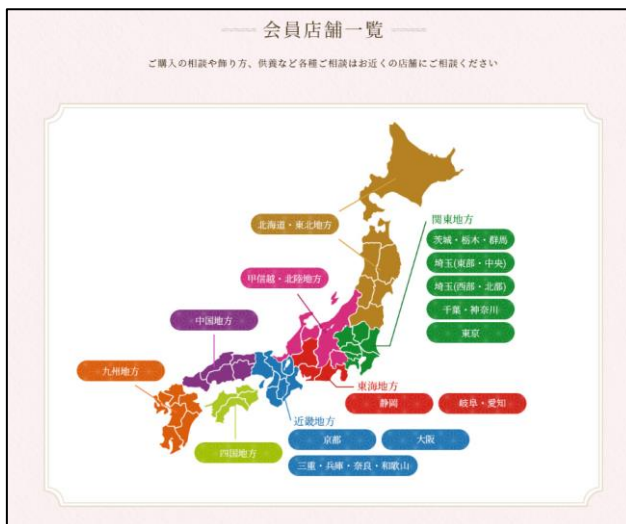 会員店舗一覧
ご購入の相談や飾り方、供養など各種ご相談はお近くの店舗にご相談ください
北海道・東北地方
関東地方
茨城・栃木・群馬
埼玉(東部・中央)
埼玉(西部・北部)
千葉・神奈川
東京
甲信越・北陸地方
中国地方
九州地方
東海地方
静岡
岐阜・愛知
近畿地方
京都
大阪
三重・兵庫・奈良・和歌山
四国地方